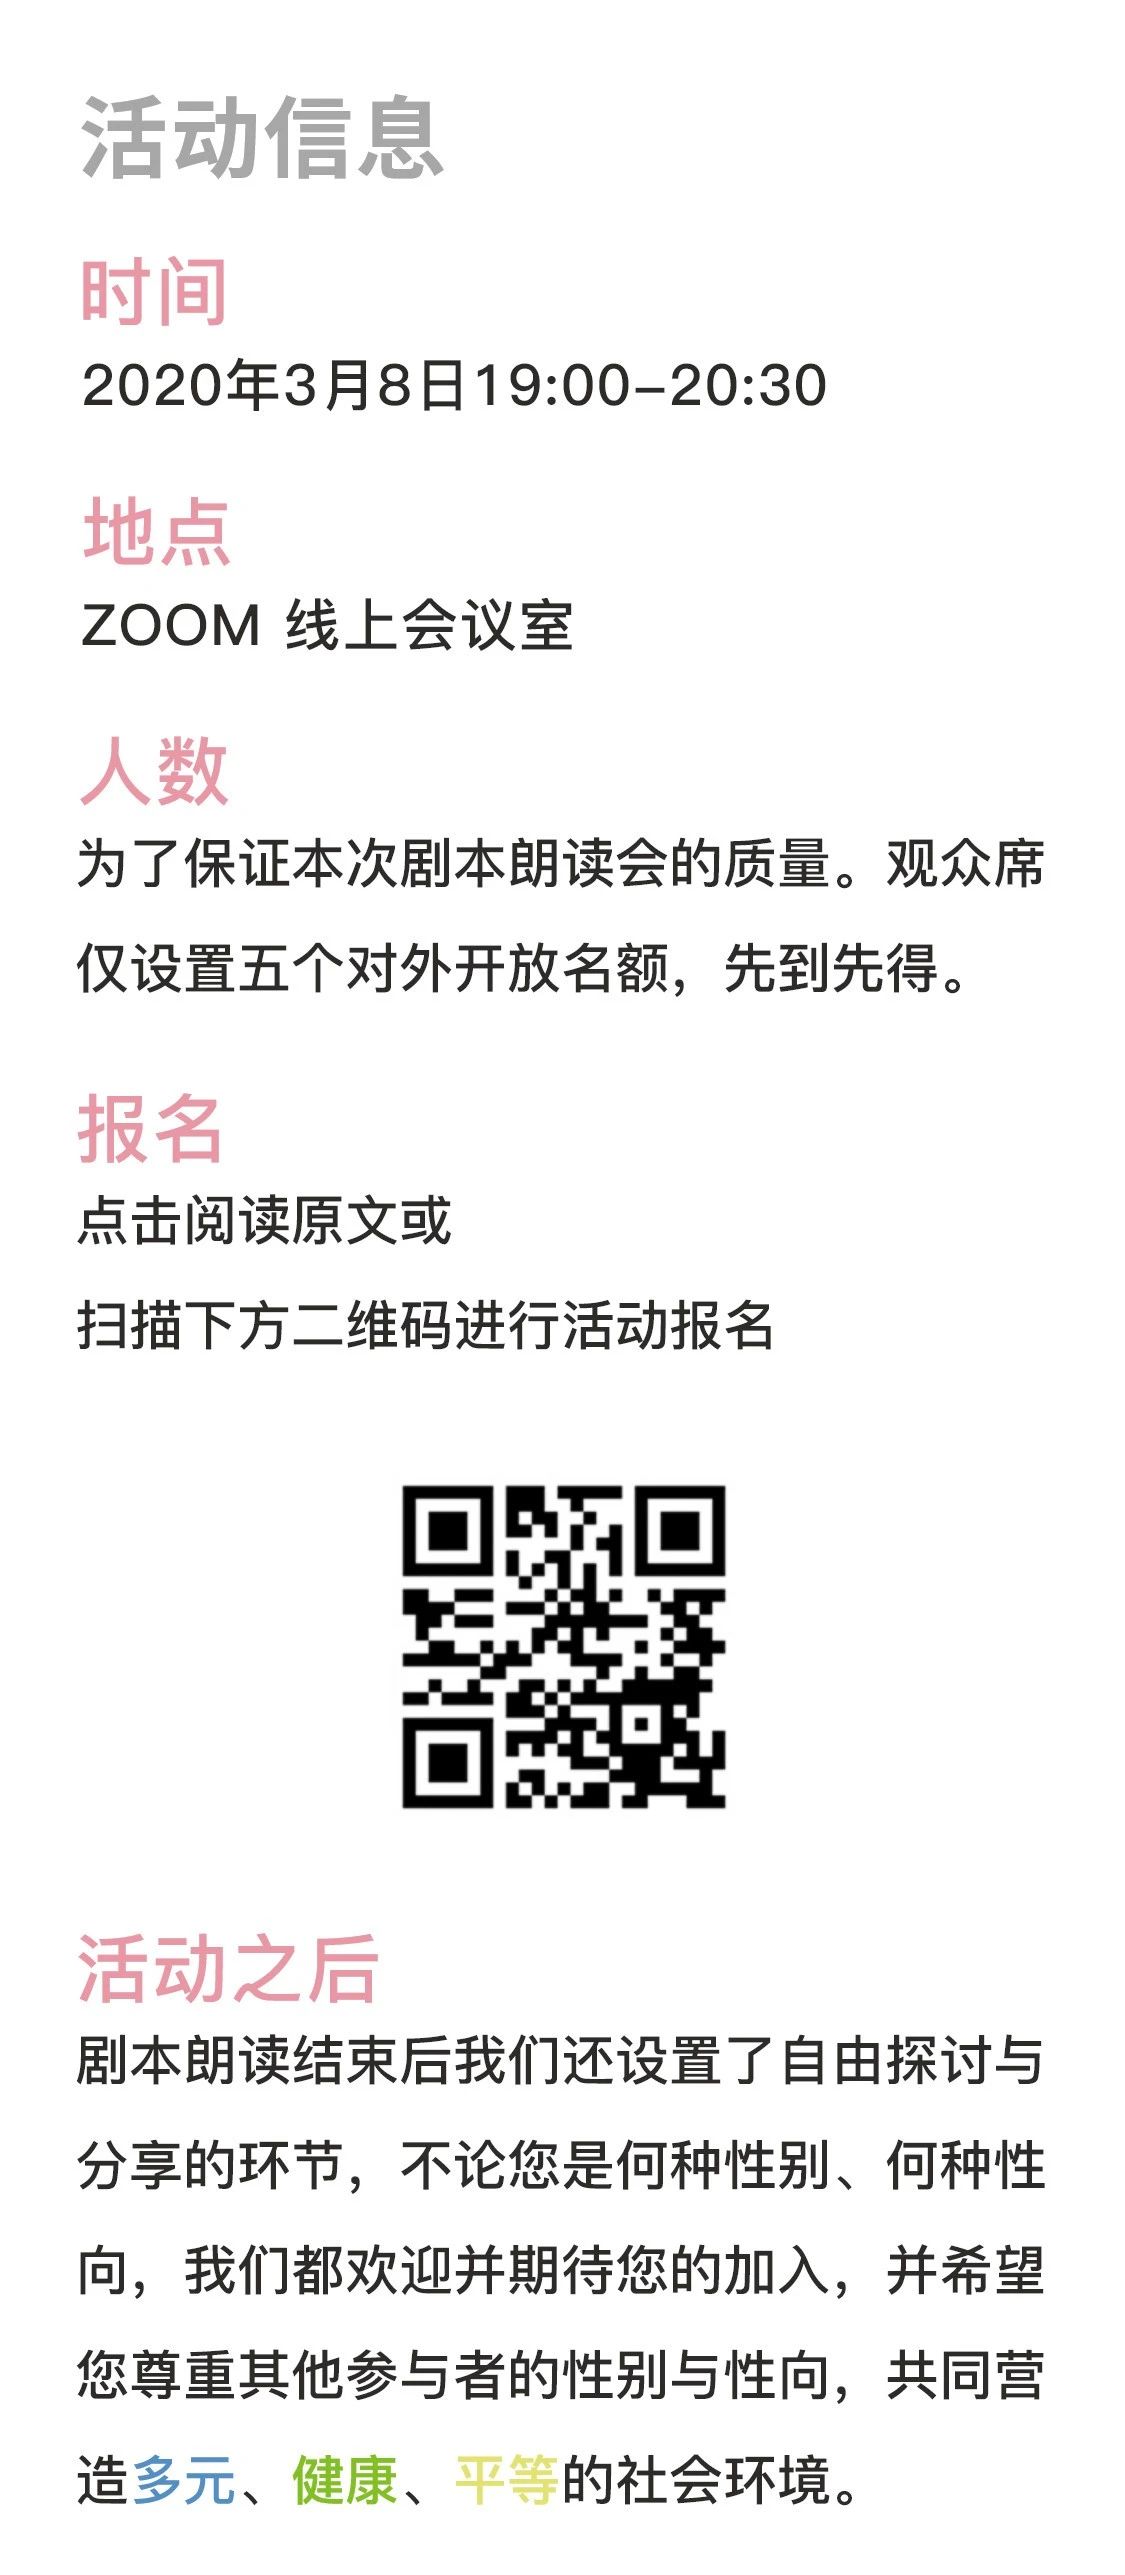 活动信息
时间
2020年3月8日19:00-20:30
地点
ZOOM 线上会议室
人数
为了保证本次剧本朗读会的质量。观众席
仅设置五个对外开放名额，先到先得。
报名
点击阅读原文或
扫描下方二维码进行活动报名
活动之后
剧本朗读结束后我们还设置了自由探讨与
分享的环节，不论您是何种性别、何种性
向，我们都欢迎并期待您的加入，并希望
您尊重其他参与者的性别与性向，共同营
造多元、健康、平等的社会环境。